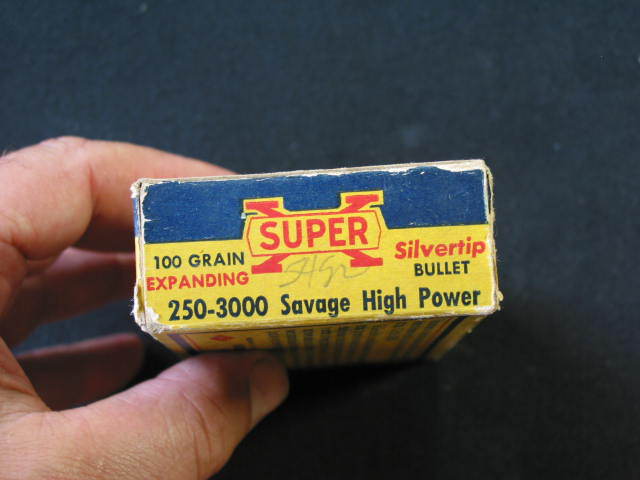 SUPER X
100 GRAIN
EXPANDING
Silvertip
BULLET
250-3000 Savage High Power